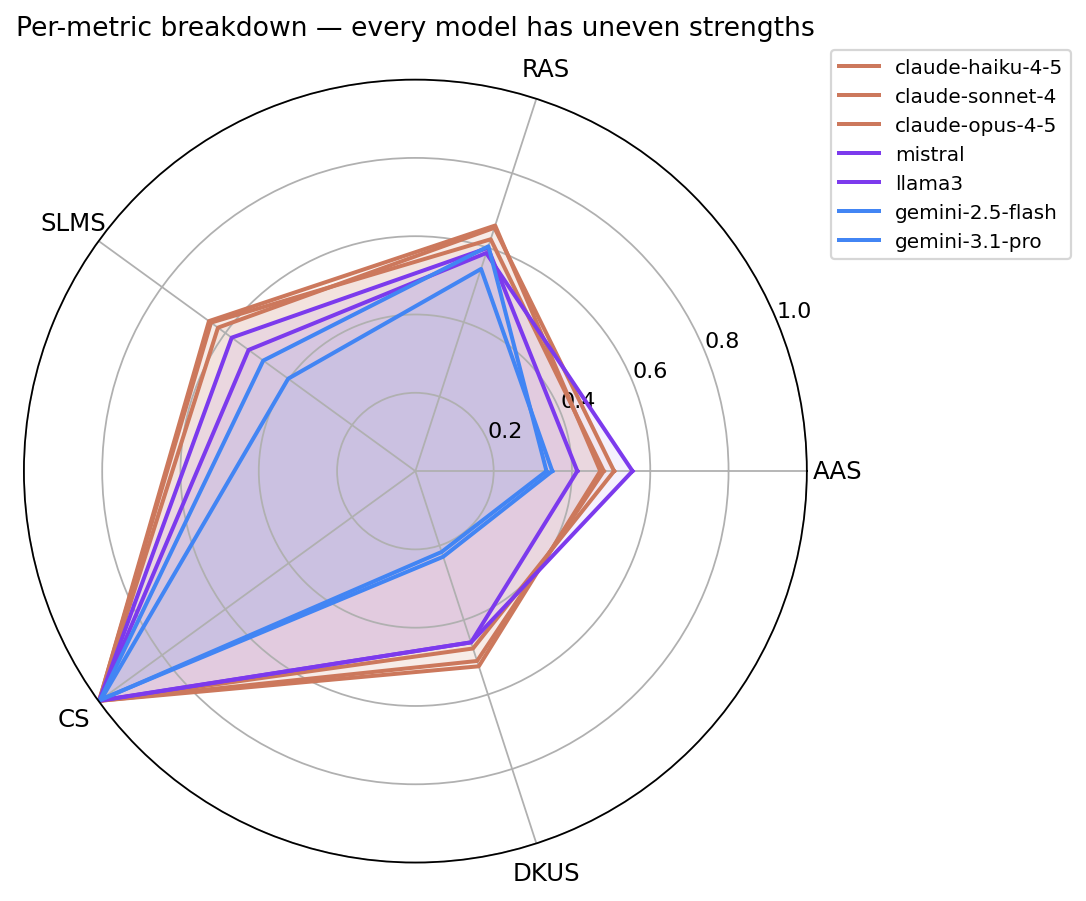 Per-metric breakdown — every model has uneven strengths
RAS
claude-haiku-4-5
claude-sonnet-4
claude-opus-4-5
mistral
llama3
gemini-2.5-flash
gemini-3.1-pro
SLMS
1.0
0.8
0.6
0.4
0.2
AAS
CS
DKUS